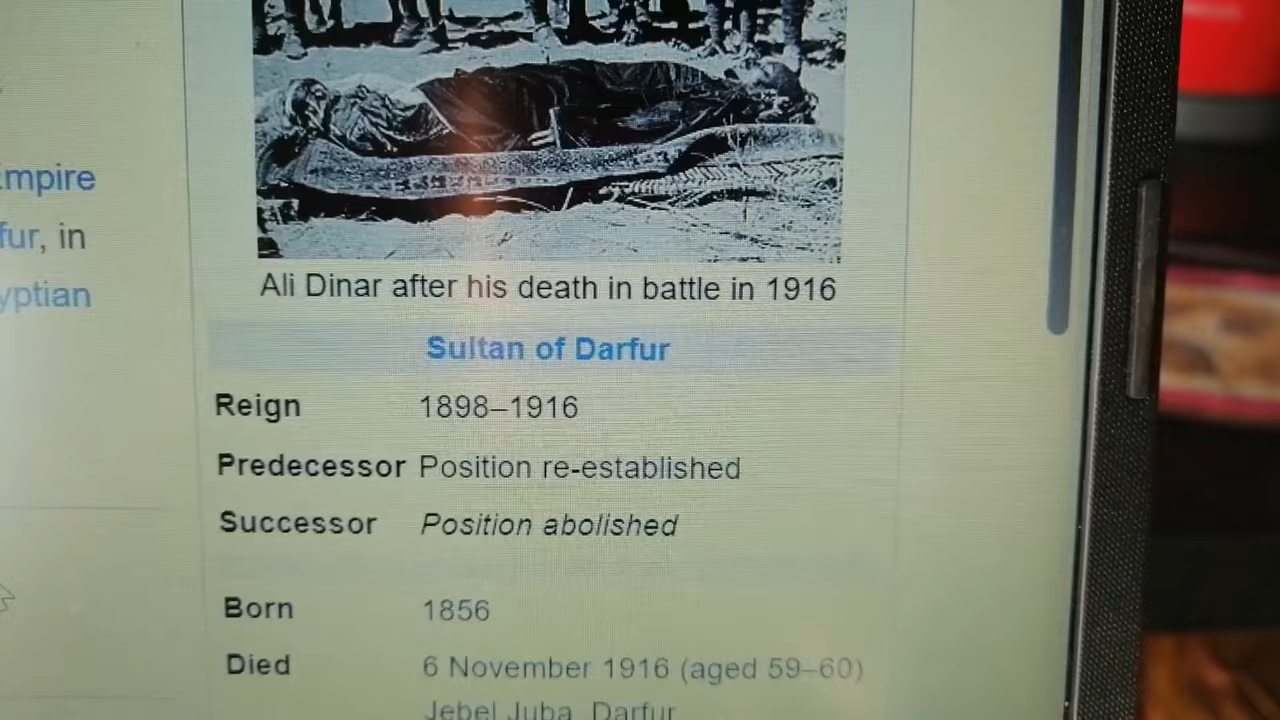 Empire
fur, in
yptian
Ali Dinar after his death in battle in 1916
Sultan of Darfur
Reign 1898–1916
Predecessor Position re-established
Successor Position abolished
Born 1856
Died 6 November 1916 (aged 59–60)
Jebel Juba, Darfur